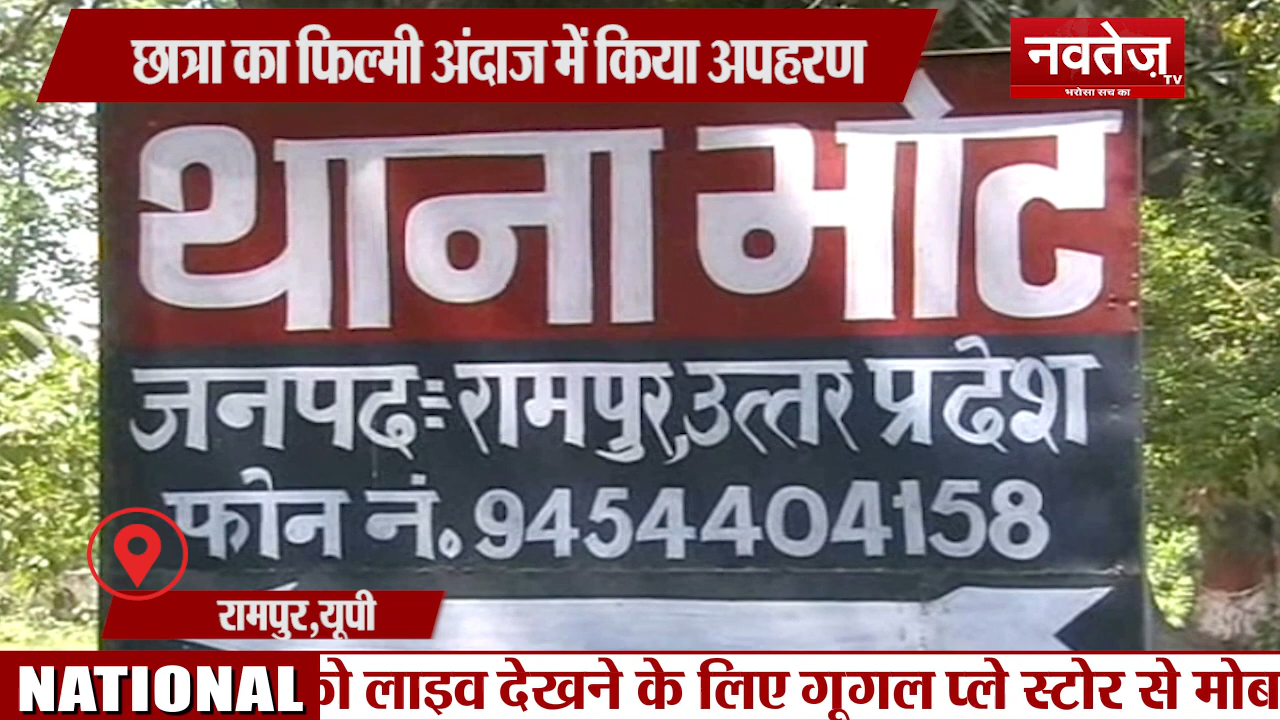 छात्रा का फिल्मी अंदाज में किया अपहरण
नवतेज़ TV
भरोसा सच का
थाना भोट
जनपद=रामपुर,उत्तर प्रदेश
फोन नं. 9454404158
रामपुर,यूपी
NATIONAL
लाइव देखने के लिए गूगल प्ले स्टोर से